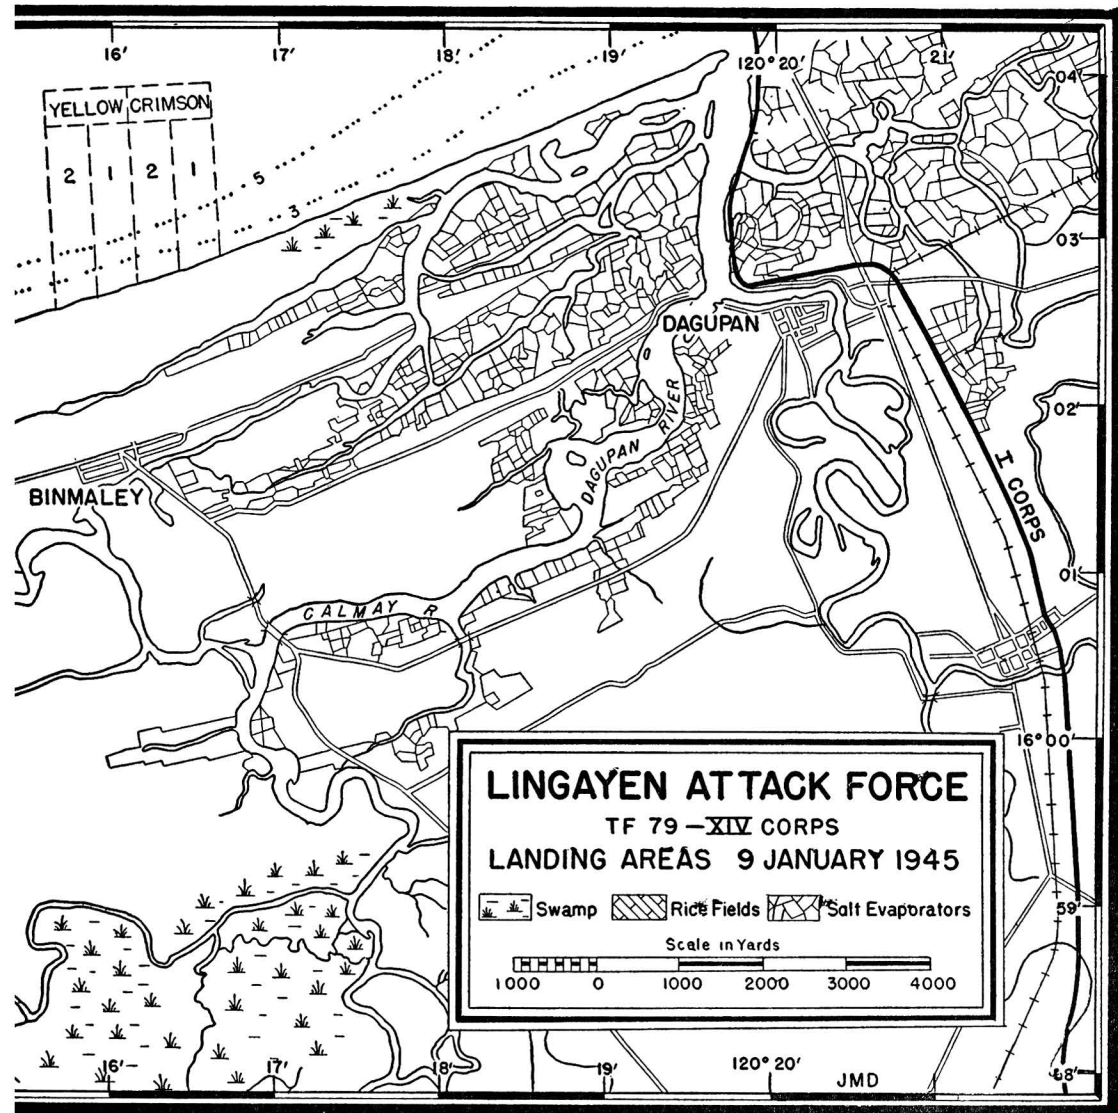 16' 17' 18' 19' 120° 20' 21'
04'
YELLOW CRIMSON
2 1 2 1
5
3
03'
DAGUPAN
DAGUPAN RIVER
02'
BINMALEY
I CORPS
01'
CALMAY R
16° 00'
LINGAYEN ATTACK FORCE
TF 79 — XIV CORPS
LANDING AREAS 9 JANUARY 1945
Swamp Rice Fields Salt Evaporators
Scale in Yards
1000 0 1000 2000 3000 4000
59'
58'
16' 17' 18' 19' 120° 20'
JMD